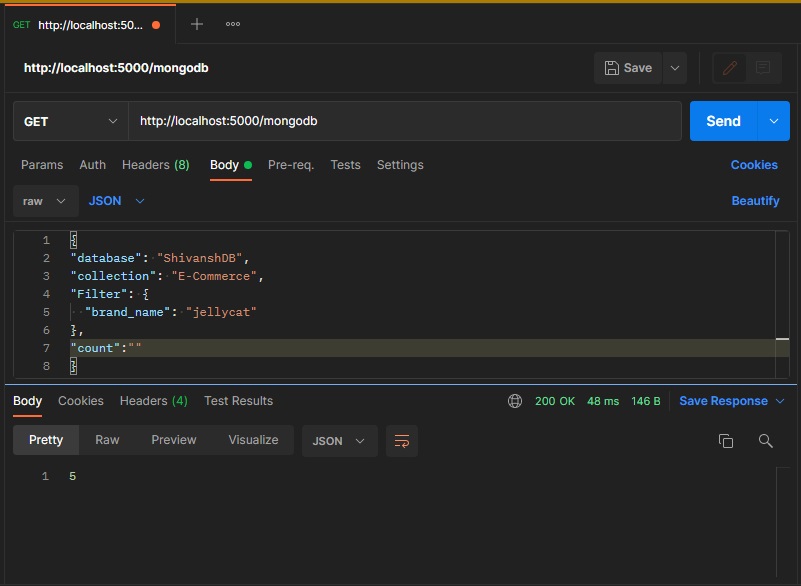 GET http://localhost:50...
http://localhost:5000/mongodb
Save
GET http://localhost:5000/mongodb Send
Params Auth Headers (8) Body Pre-req. Tests Settings Cookies
raw JSON Beautify
1 {
2 "database": "ShivanshDB",
3 "collection": "E-Commerce",
4 "Filter": {
5 "brand_name": "jellycat"
6 },
7 "count":""
8 }
Body Cookies Headers (4) Test Results 200 OK 48 ms 146 B Save Response
Pretty Raw Preview Visualize JSON
1 5